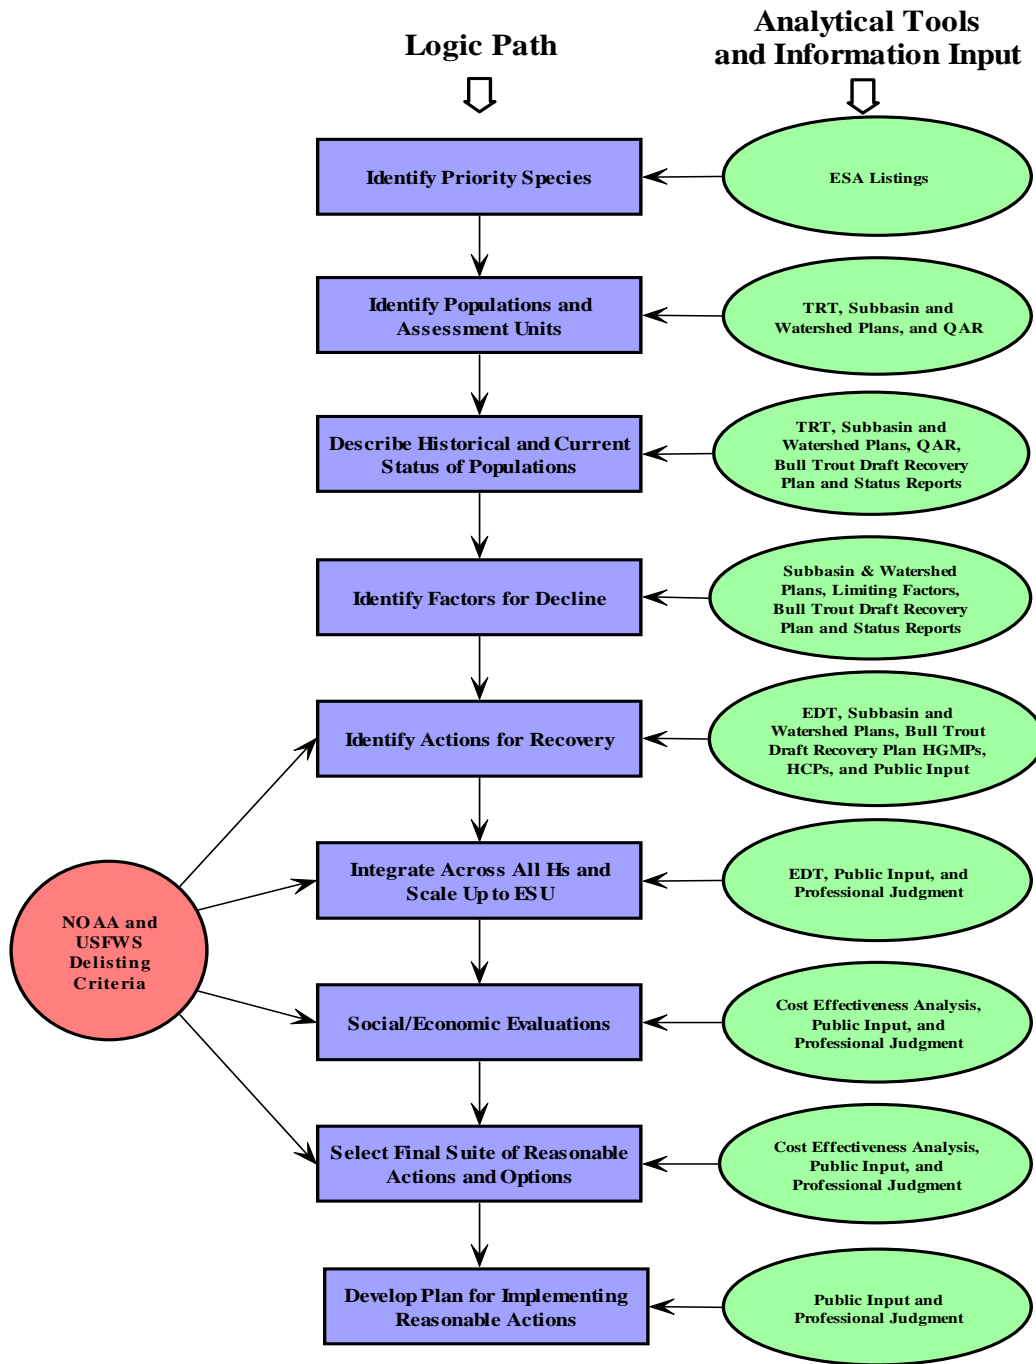 Logic Path
Analytical Tools
and Information Input
Identify Priority Species
ESA Listings
Identify Populations and
Assessment Units
TRT, Subbasin and
Watershed Plans, and QAR
Describe Historical and Current
Status of Populations
TRT, Subbasin and
Watershed Plans, QAR,
Bull Trout Draft Recovery
Plan and Status Reports
Identify Factors for Decline
Subbasin & Watershed
Plans, Limiting Factors,
Bull Trout Draft Recovery
Plan and Status Reports
Identify Actions for Recovery
EDT, Subbasin and
Watershed Plans, Bull Trout
Draft Recovery Plan HGMPs,
HCPs, and Public Input
Integrate Across All Hs and
Scale Up to ESU
EDT, Public Input, and
Professional Judgment
NOAA and
USFWS
Delisting
Criteria
Social/Economic Evaluations
Cost Effectiveness Analysis,
Public Input, and
Professional Judgment
Select Final Suite of Reasonable
Actions and Options
Cost Effectiveness Analysis,
Public Input, and
Professional Judgment
Develop Plan for Implementing
Reasonable Actions
Public Input and
Professional Judgment